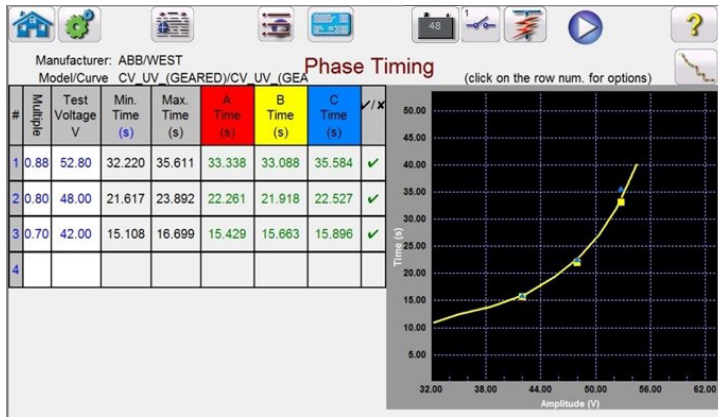 48
1
?
Manufacturer: ABB/WEST
Model/Curve CV_UV_(GEARED)/CV_UV_(GEA
Phase Timing
(click on the row num. for options)
# Multiple Test Voltage V Min. Time (s) Max. Time (s) A Time (s) B Time (s) C Time (s) ✔/✘
1 0.88 52.80 32.220 35.611 33.338 33.088 35.584 ✔
2 0.80 48.00 21.617 23.892 22.261 21.918 22.527 ✔
3 0.70 42.00 15.108 16.699 15.429 15.663 15.896 ✔
4
Time (s)
50.00
45.00
40.00
35.00
30.00
25.00
20.00
15.00
10.00
5.00
32.00 38.00 44.00 50.00 56.00 62.00
Amplitude (V)